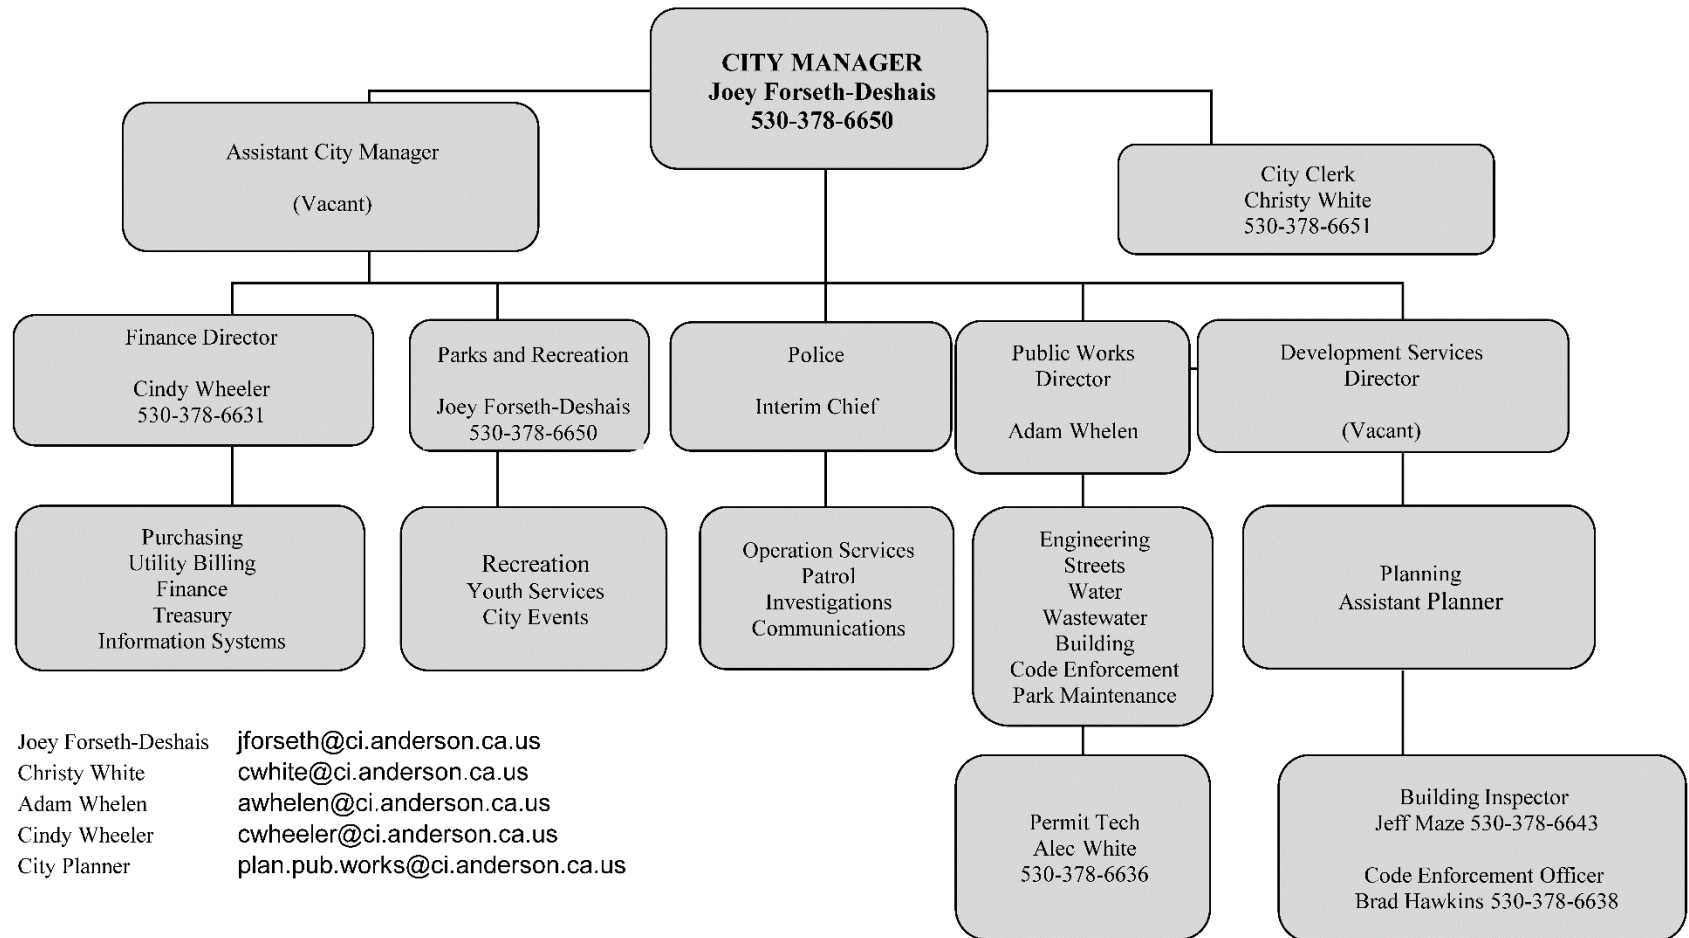 CITY MANAGER
Joey Forseth-Deshais
530-378-6650
Assistant City Manager
(Vacant)
City Clerk
Christy White
530-378-6651
Finance Director
Cindy Wheeler
530-378-6631
Parks and Recreation
Joey Forseth-Deshais
530-378-6650
Police
Interim Chief
Public Works
Director
Adam Whelen
Development Services
Director
(Vacant)
Purchasing
Utility Billing
Finance
Treasury
Information Systems
Recreation
Youth Services
City Events
Operation Services
Patrol
Investigations
Communications
Engineering
Streets
Water
Wastewater
Building
Code Enforcement
Park Maintenance
Planning
Assistant Planner
Permit Tech
Alec White
530-378-6636
Building Inspector
Jeff Maze 530-378-6643
Code Enforcement Officer
Brad Hawkins 530-378-6638
Joey Forseth-Deshais jforseth@ci.anderson.ca.us
Christy White cwhite@ci.anderson.ca.us
Adam Whelen awhelen@ci.anderson.ca.us
Cindy Wheeler cwheeler@ci.anderson.ca.us
City Planner plan.pub.works@ci.anderson.ca.us